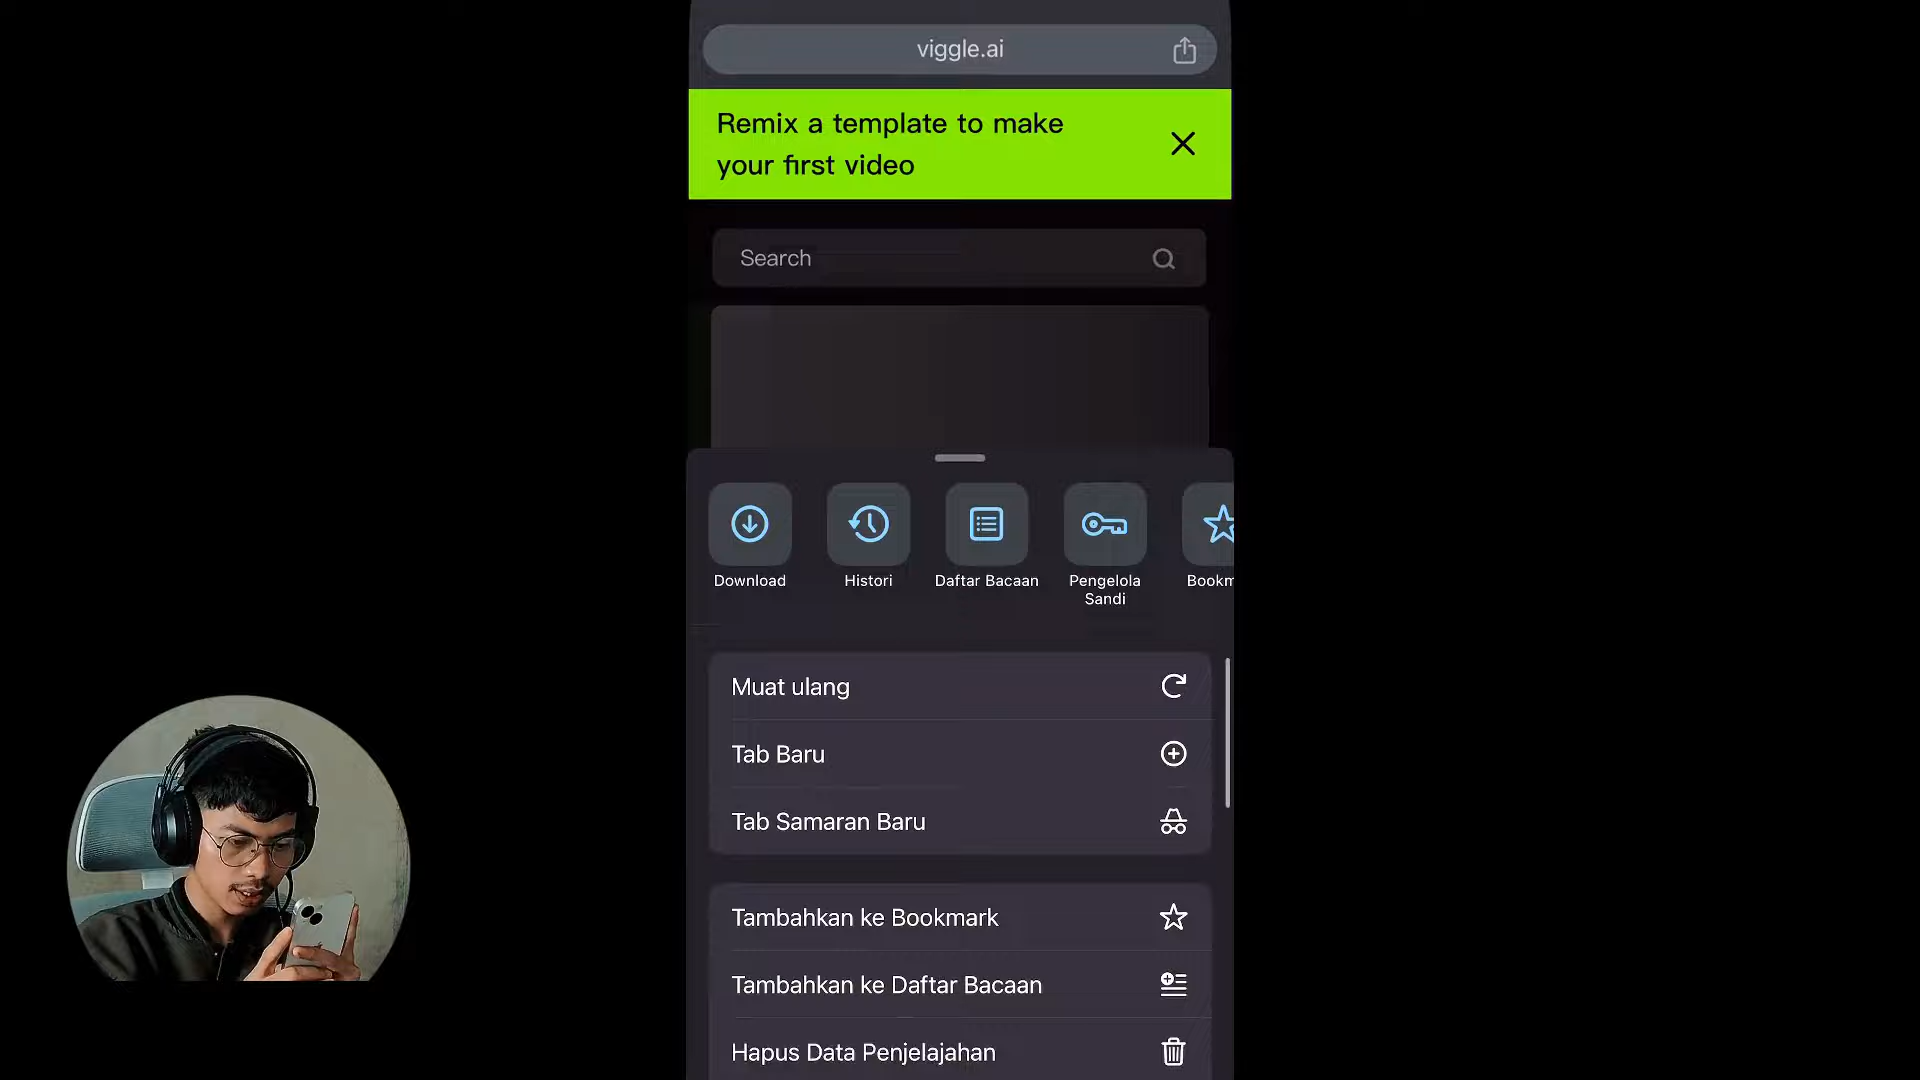 viggle.ai
Remix a template to make
your first video
Search
Download
Histori
Daftar Bacaan
Pengelola
Sandi
Bookm
Muat ulang
Tab Baru
Tab Samaran Baru
Tambahkan ke Bookmark
Tambahkan ke Daftar Bacaan
Hapus Data Penjelajahan